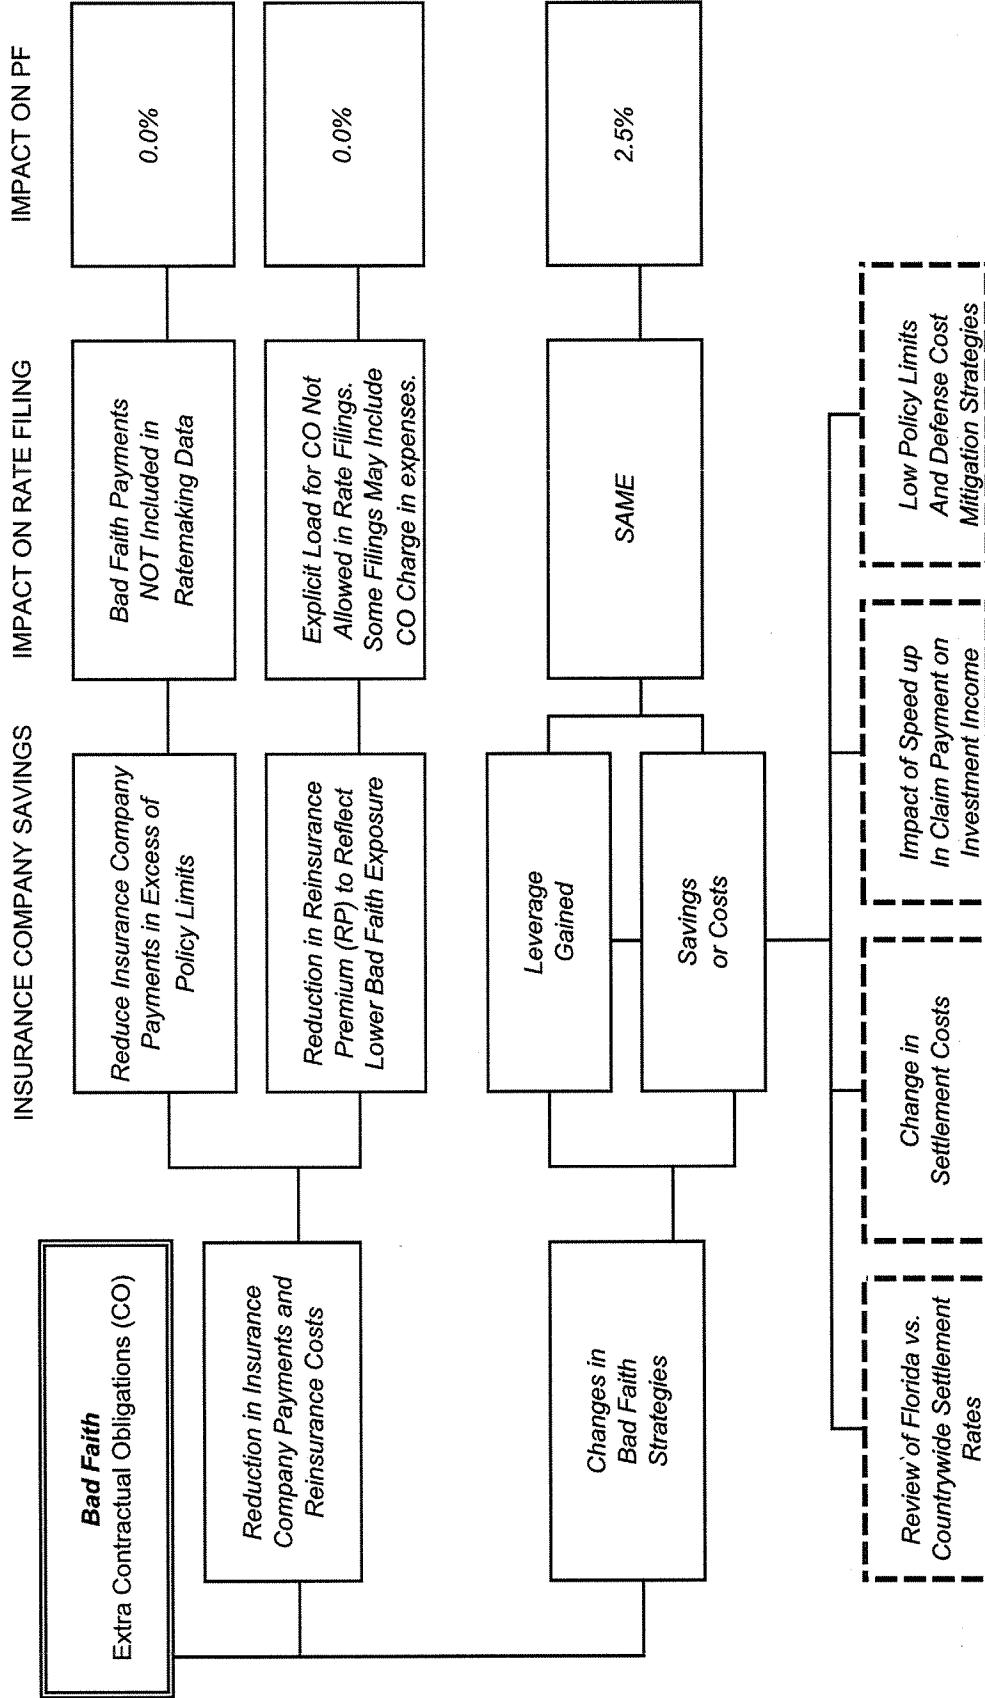 INSURANCE COMPANY SAVINGS
IMPACT ON RATE FILING
IMPACT ON PF
Bad Faith
Extra Contractual Obligations (CO)
Reduction in Insurance
Company Payments and
Reinsurance Costs
Reduce Insurance Company
Payments in Excess of
Policy Limits
Bad Faith Payments
NOT Included in
Ratemaking Data
0.0%
Reduction in Reinsurance
Premium (RP) to Reflect
Lower Bad Faith Exposure
Explicit Load for CO Not
Allowed in Rate Filings.
Some Filings May Include
CO Charge in expenses.
0.0%
Changes in
Bad Faith
Strategies
Leverage
Gained
Savings
or Costs
SAME
2.5%
Review of Florida vs.
Countrywide Settlement
Rates
Change in
Settlement Costs
Impact of Speed up
In Claim Payment on
Investment Income
Low Policy Limits
And Defense Cost
Mitigation Strategies